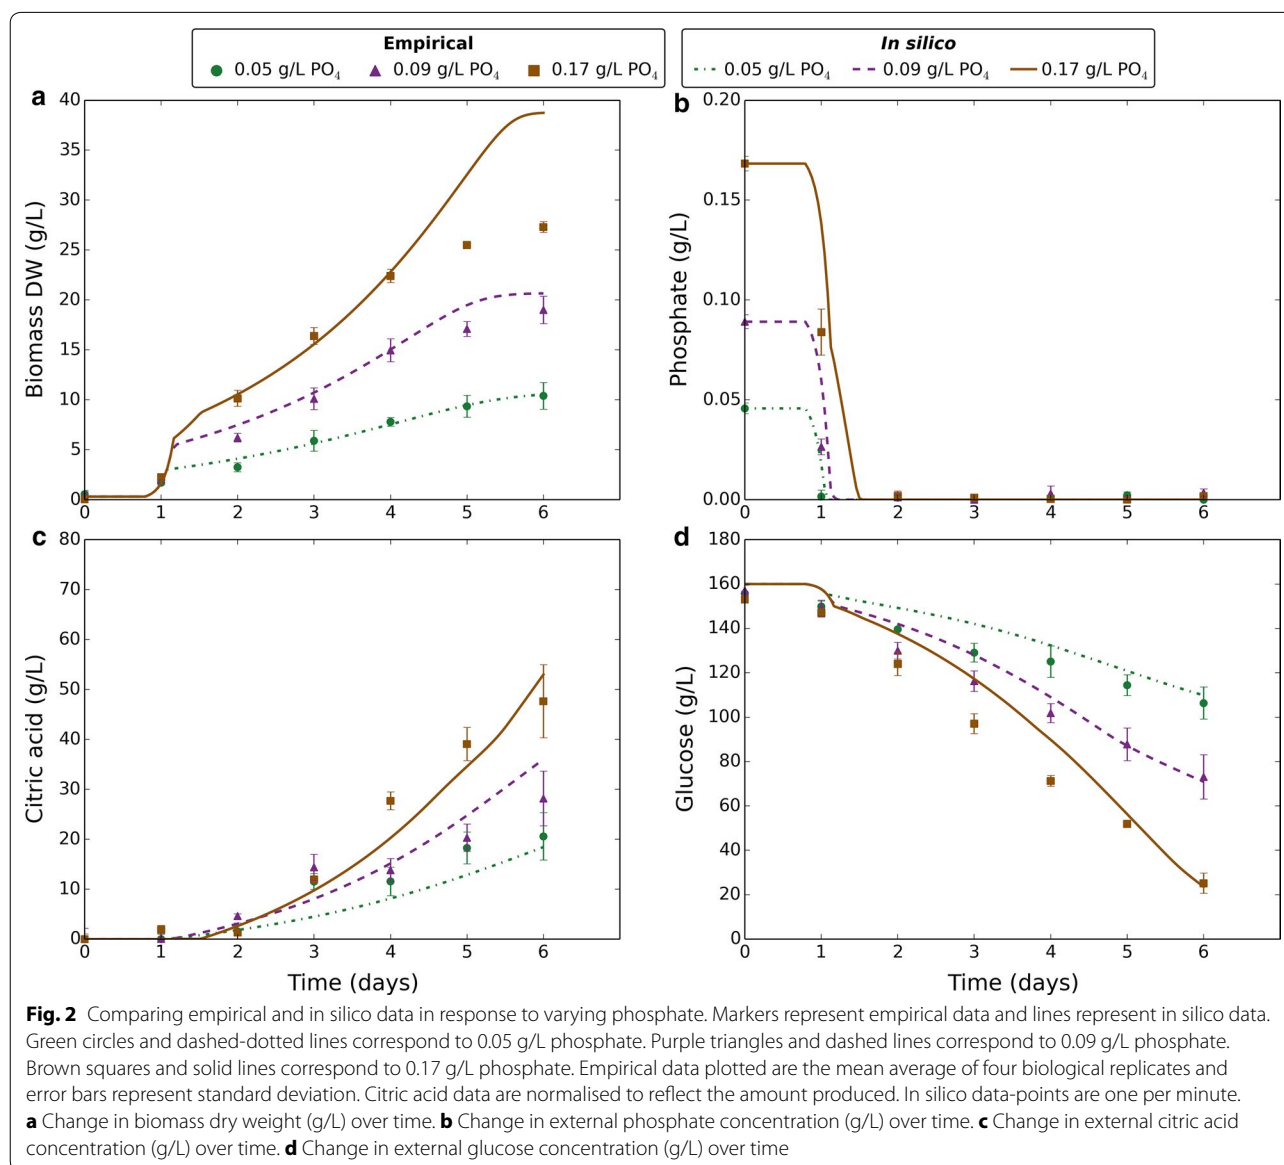 Empirical
0.05 g/L PO4 0.09 g/L PO4 0.17 g/L PO4
In silico
0.05 g/L PO4 0.09 g/L PO4 0.17 g/L PO4
a
40
35
30
25
20
15
10
5
0
Biomass DW (g/L)
0 1 2 3 4 5 6
b
0.20
0.15
0.10
0.05
0.00
Phosphate (g/L)
0 1 2 3 4 5 6
c
80
70
60
50
40
30
20
10
0
Citric acid (g/L)
0 1 2 3 4 5 6
Time (days)
d
180
160
140
120
100
80
60
40
20
0
Glucose (g/L)
0 1 2 3 4 5 6
Time (days)
Fig. 2 Comparing empirical and in silico data in response to varying phosphate. Markers represent empirical data and lines represent in silico data.
Green circles and dashed-dotted lines correspond to 0.05 g/L phosphate. Purple triangles and dashed lines correspond to 0.09 g/L phosphate.
Brown squares and solid lines correspond to 0.17 g/L phosphate. Empirical data plotted are the mean average of four biological replicates and
error bars represent standard deviation. Citric acid data are normalised to reflect the amount produced. In silico data-points are one per minute.
a Change in biomass dry weight (g/L) over time. b Change in external phosphate concentration (g/L) over time. c Change in external citric acid
concentration (g/L) over time. d Change in external glucose concentration (g/L) over time